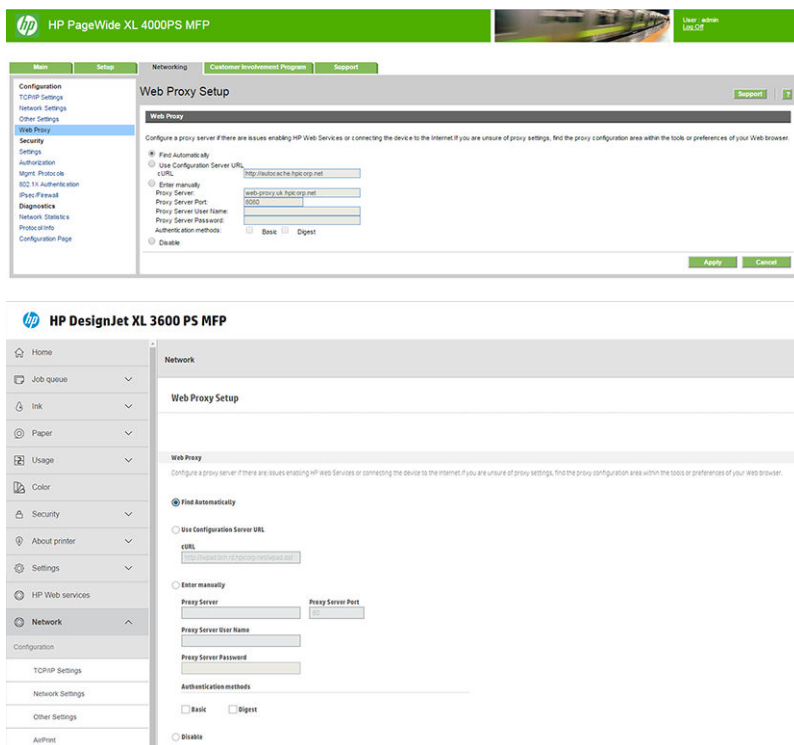 hp HP PageWide XL 4000PS MFP
User : admin
Log Off
Main Setup Networking Customer Involvement Program Support
Configuration
TCP/IP Settings
Network Settings
Other Settings
Web Proxy
Security
Settings
Authorization
Mgmt. Protocols
802.1X Authentication
IPsec/Firewall
Diagnostics
Network Statistics
Protocol Info
Configuration Page
Web Proxy Setup
Support ?
Web Proxy
Configure a proxy server if there are issues enabling HP Web Services or connecting the device to the Internet.If you are unsure of proxy settings, find the proxy configuration area within the tools or preferences of your Web browser.
Find Automatically
Use Configuration Server URL
cURL http://autocache.hpicorp.net
Enter manually
Proxy Server: web-proxy.uk.hpicorp.net
Proxy Server Port: 8080
Proxy Server User Name:
Proxy Server Password:
Authentication methods: Basic Digest
Disable
Apply Cancel
hp HP DesignJet XL 3600 PS MFP
Home
Job queue
Ink
Paper
Usage
Color
Security
About printer
Settings
HP Web services
Network
Configuration
TCP/IP Settings
Network Settings
Other Settings
AirPrint
Network
Web Proxy Setup
Web Proxy
Configure a proxy server if there are issues enabling HP Web Services or connecting the device to the Internet.If you are unsure of proxy settings, find the proxy configuration area within the tools or preferences of your Web browser.
Find Automatically
Use Configuration Server URL
cURL
Enter manually
Proxy Server Proxy Server Port
80
Proxy Server User Name
Proxy Server Password
Authentication methods
Basic Digest
Disable